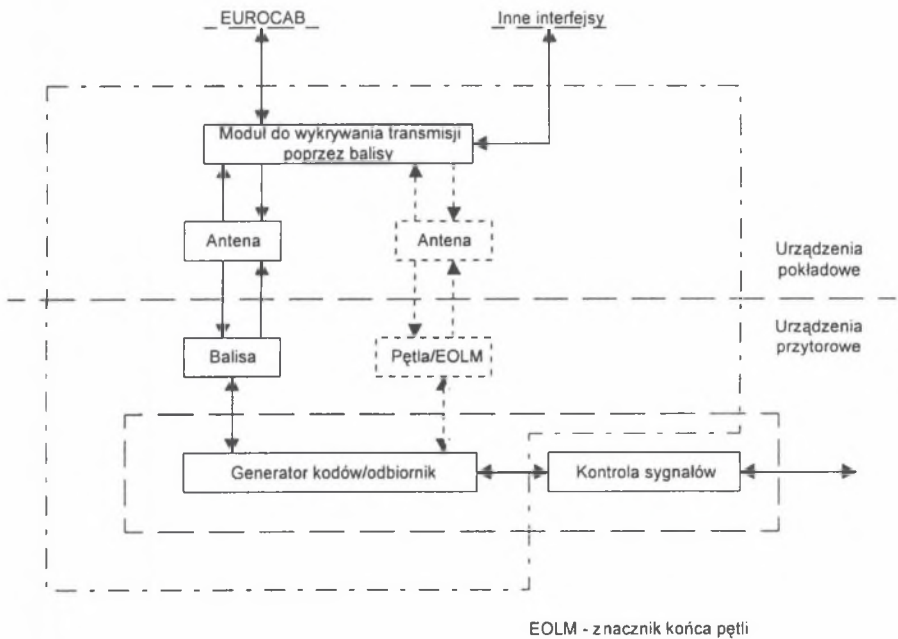 EUROCAB
Inne interfejsy
Moduł do wykrywania transmisji
poprzez balisy
Antena
Antena
Urządzenia
pokładowe
Urządzenia
przytorowe
Balisa
Pętla/EOLM
Generator kodów/odbiornik
Kontrola sygnałów
EOLM - znacznik końca pętli